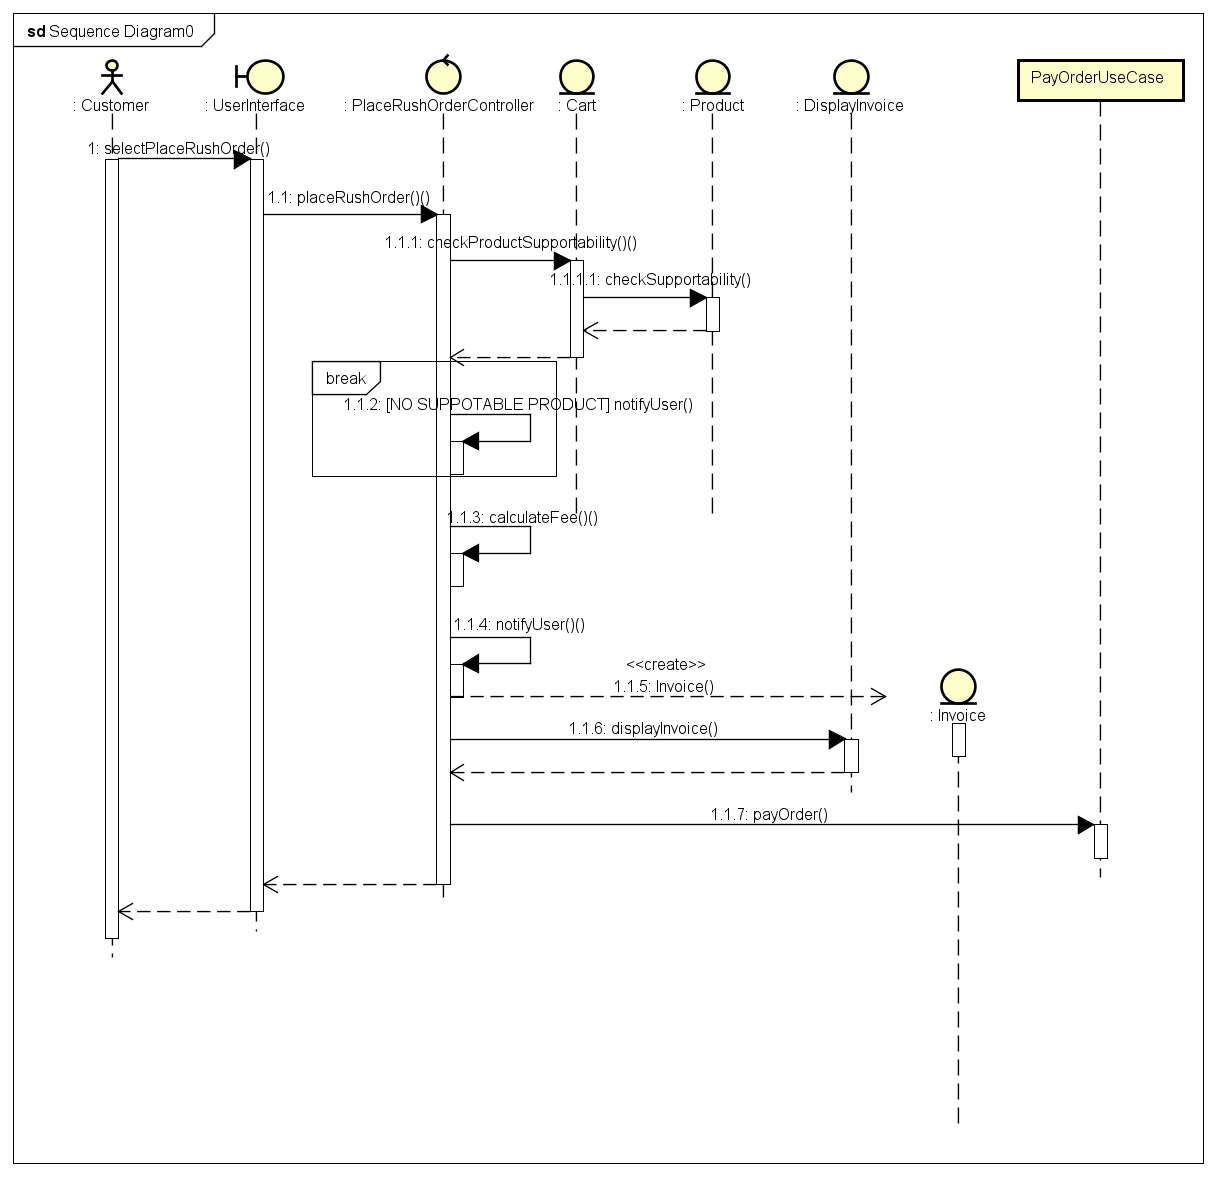 sd Sequence Diagram0
: Customer
: UserInterface
: PlaceRushOrderController
: Cart
: Product
: DisplayInvoice
PayOrderUseCase
1: selectPlaceRushOrder()
1.1: placeRushOrder()()
1.1.1: checkProductSupportability()()
1.1.1.1: checkSupportability()
break
1.1.2: [NO SUPPOTABLE PRODUCT] notifyUser()
1.1.3: calculateFee()()
1.1.4: notifyUser()()
<<create>>
1.1.5: Invoice()
: Invoice
1.1.6: displayInvoice()
1.1.7: payOrder()